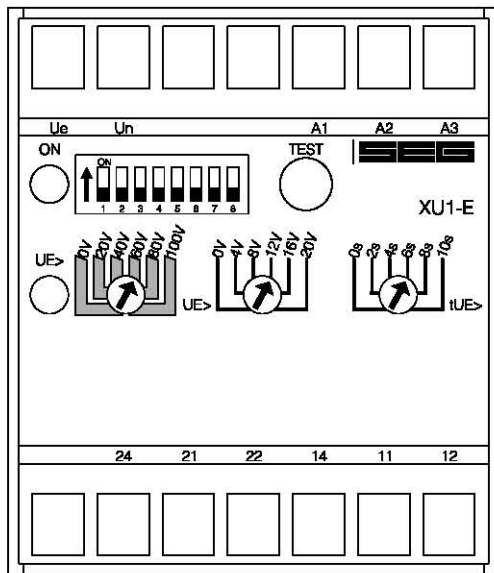 Ue Un A1 A2 A3
ON TEST SEG
ON
1 2 3 4 5 6 7 8
XU1-E
UE> 0V 20V 40V 60V 80V 100V UE> 0V 4V 8V 12V 16V 20V 0s 2s 4s 6s 8s 10s tUE>
24 21 22 14 11 12